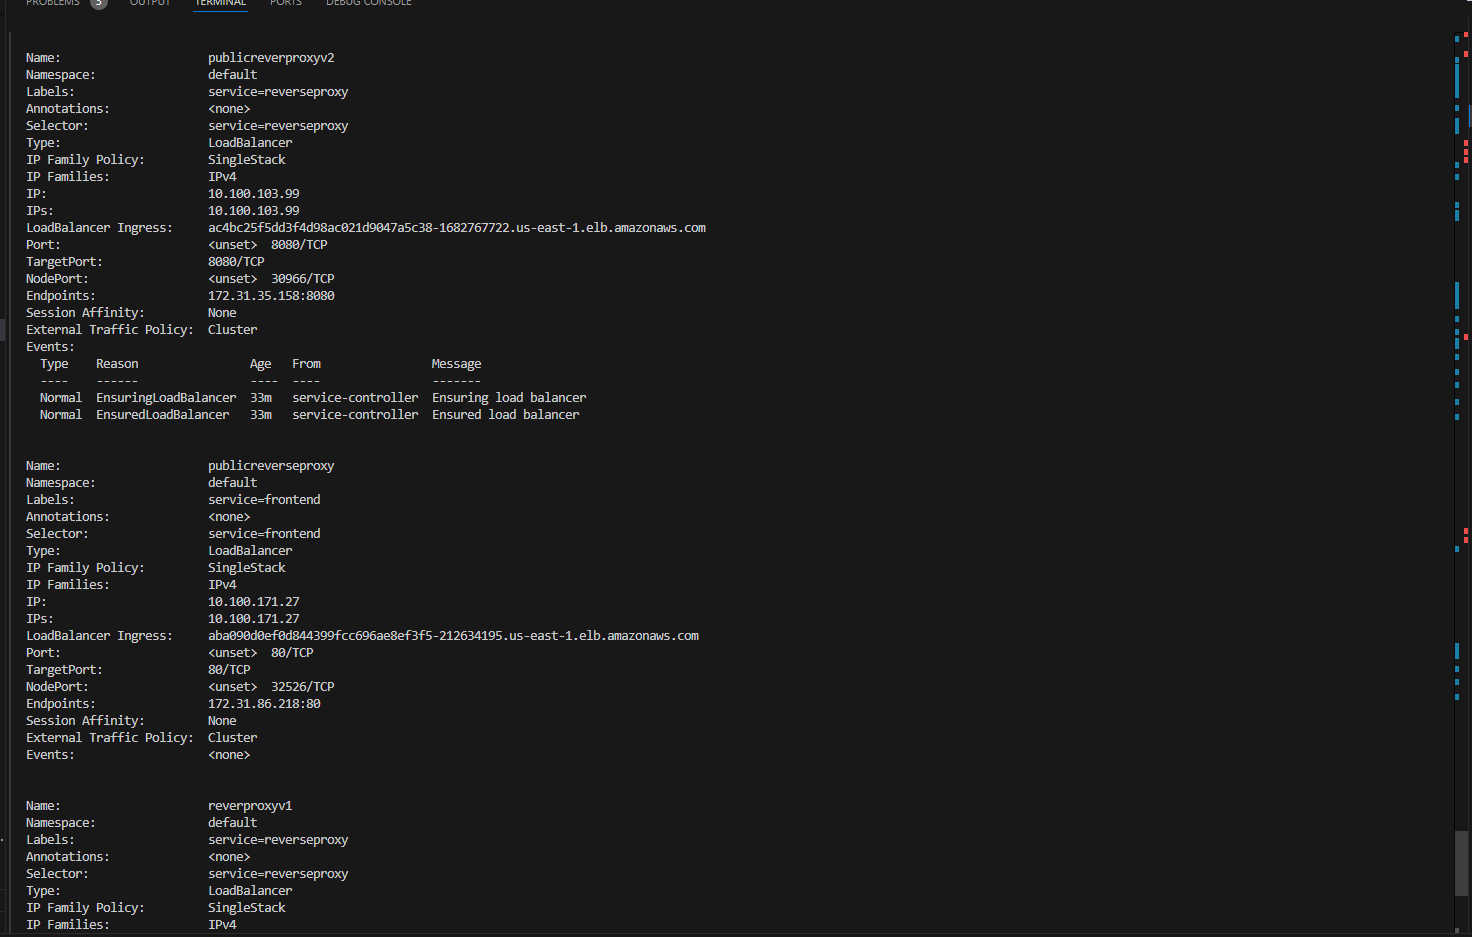 PROBLEMS 3 OUTPUT TERMINAL PORTS DEBUG CONSOLE
Name: publicreverproxyv2
Namespace: default
Labels: service=reverseproxy
Annotations: <none>
Selector: service=reverseproxy
Type: LoadBalancer
IP Family Policy: SingleStack
IP Families: IPv4
IP: 10.100.103.99
IPs: 10.100.103.99
LoadBalancer Ingress: ac4bc25f5dd3f4d98ac021d9047a5c38-1682767722.us-east-1.elb.amazonaws.com
Port: <unset> 8080/TCP
TargetPort: 8080/TCP
NodePort: <unset> 30966/TCP
Endpoints: 172.31.35.158:8080
Session Affinity: None
External Traffic Policy: Cluster
Events:
Type Reason Age From Message
---- ------ ---- ---- -------
Normal EnsuringLoadBalancer 33m service-controller Ensuring load balancer
Normal EnsuredLoadBalancer 33m service-controller Ensured load balancer
Name: publicreverseproxy
Namespace: default
Labels: service=frontend
Annotations: <none>
Selector: service=frontend
Type: LoadBalancer
IP Family Policy: SingleStack
IP Families: IPv4
IP: 10.100.171.27
IPs: 10.100.171.27
LoadBalancer Ingress: aba090d0ef0d844399fcc696ae8ef3f5-212634195.us-east-1.elb.amazonaws.com
Port: <unset> 80/TCP
TargetPort: 80/TCP
NodePort: <unset> 32526/TCP
Endpoints: 172.31.86.218:80
Session Affinity: None
External Traffic Policy: Cluster
Events: <none>
Name: reverproxyv1
Namespace: default
Labels: service=reverseproxy
Annotations: <none>
Selector: service=reverseproxy
Type: LoadBalancer
IP Family Policy: SingleStack
IP Families: IPv4